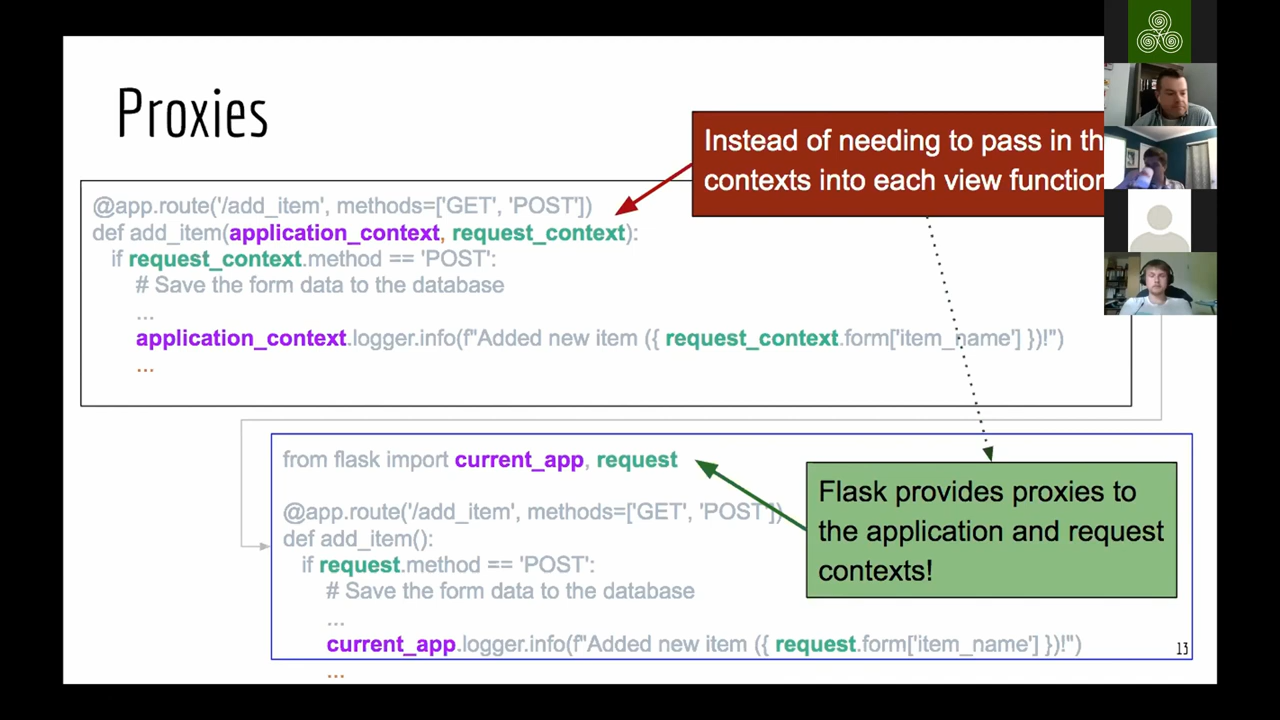 Proxies
Instead of needing to pass in th
contexts into each view function
@app.route('/add_item', methods=['GET', 'POST'])
def add_item(application_context, request_context):
if request_context.method == 'POST':
# Save the form data to the database
...
application_context.logger.info(f"Added new item ({ request_context.form['item_name'] })!")
...
from flask import current_app, request
@app.route('/add_item', methods=['GET', 'POST'])
def add_item():
if request.method == 'POST':
# Save the form data to the database
...
current_app.logger.info(f"Added new item ({ request.form['item_name'] })!")
...
Flask provides proxies to
the application and request
contexts!
13